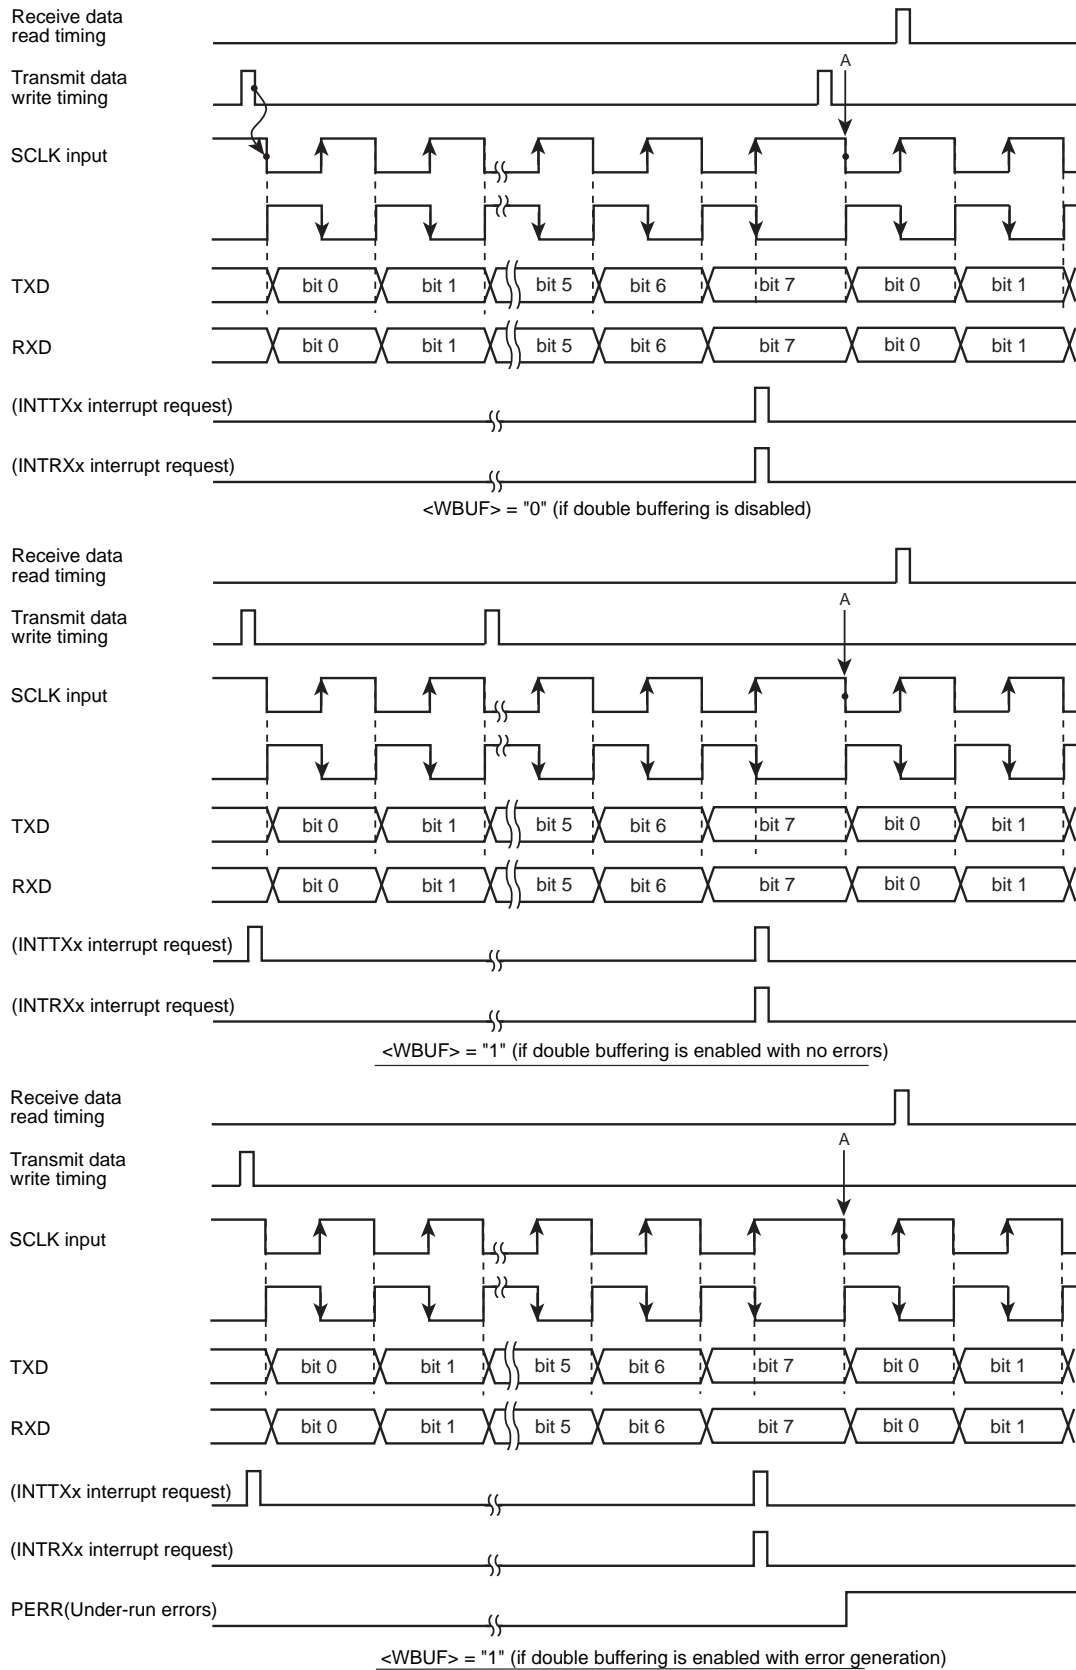 Receive data
read timing
A
Transmit data
write timing
SCLK input
TXD
bit 0 bit 1 bit 5 bit 6 bit 7 bit 0 bit 1
RXD
bit 0 bit 1 bit 5 bit 6 bit 7 bit 0 bit 1
(INTTXx interrupt request)
(INTRXx interrupt request)
<WBUF> = "0" (if double buffering is disabled)
Receive data
read timing
A
Transmit data
write timing
SCLK input
TXD
bit 0 bit 1 bit 5 bit 6 bit 7 bit 0 bit 1
RXD
bit 0 bit 1 bit 5 bit 6 bit 7 bit 0 bit 1
(INTTXx interrupt request)
(INTRXx interrupt request)
<WBUF> = "1" (if double buffering is enabled with no errors)
Receive data
read timing
A
Transmit data
write timing
SCLK input
TXD
bit 0 bit 1 bit 5 bit 6 bit 7 bit 0 bit 1
RXD
bit 0 bit 1 bit 5 bit 6 bit 7 bit 0 bit 1
(INTTXx interrupt request)
(INTRXx interrupt request)
PERR(Under-run errors)
<WBUF> = "1" (if double buffering is enabled with error generation)